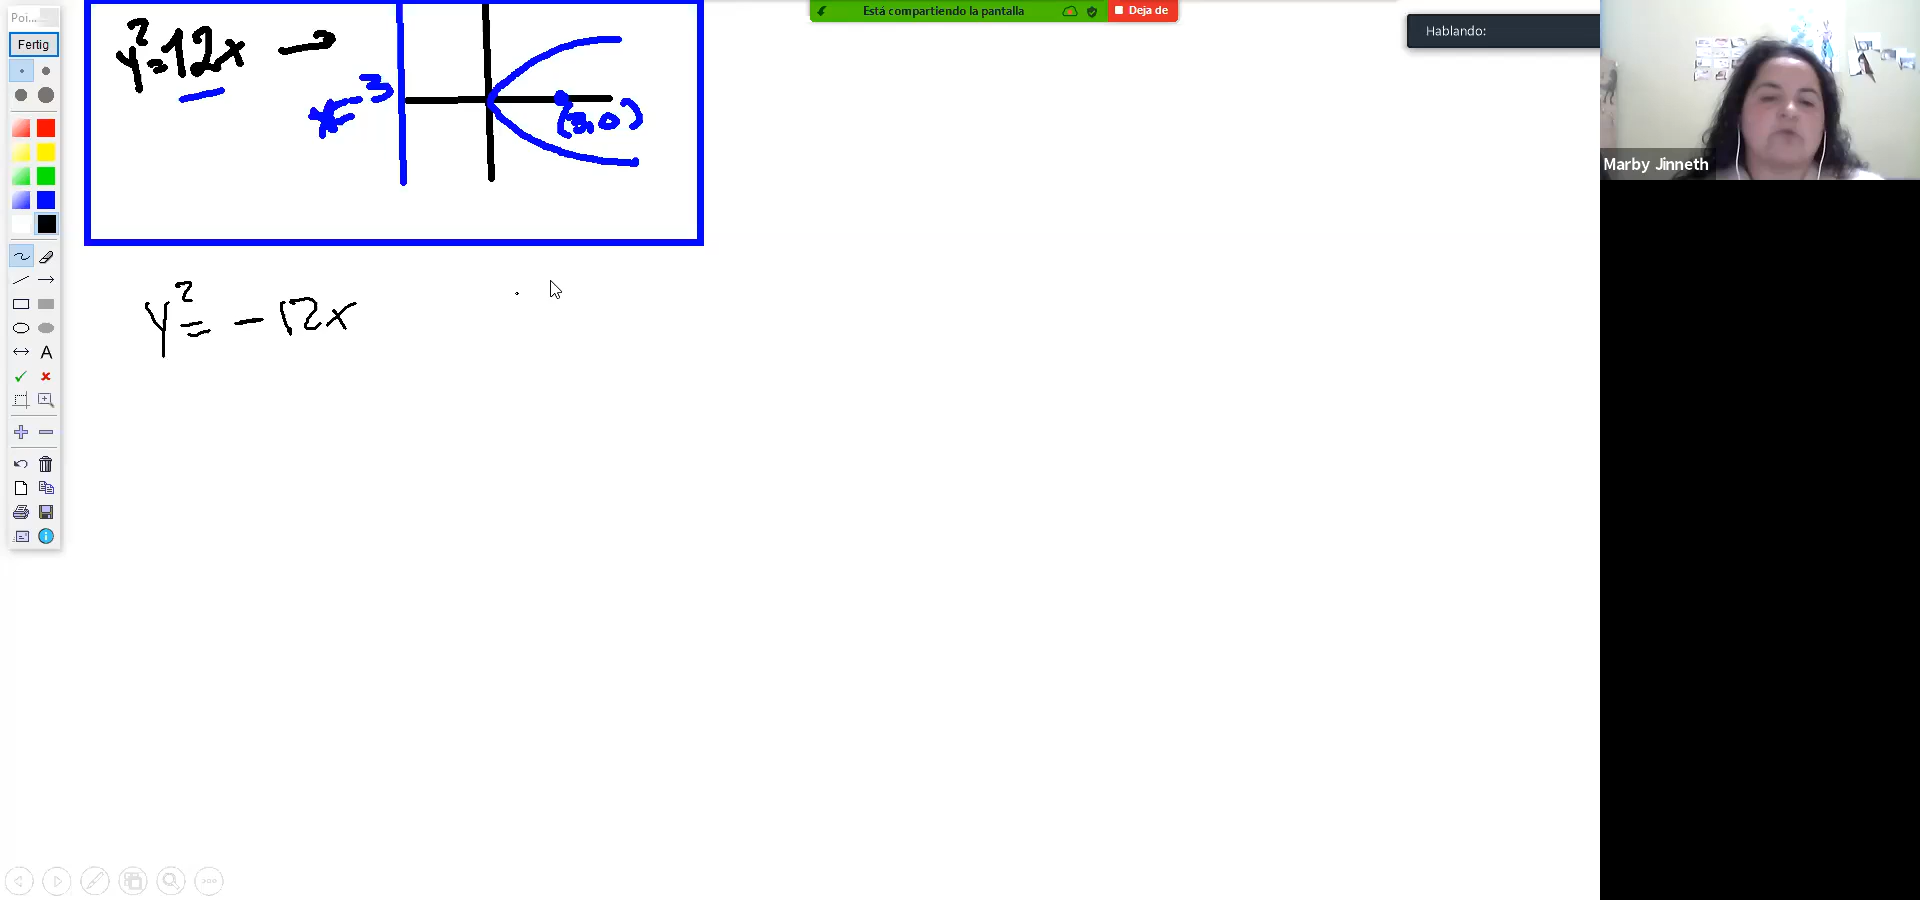 Poi...
Fertig
A
Está compartiendo la pantalla
Deja de
Hablando:
Marby Jinneth
y²=12x →
x=-3
(3,0)
y²= -12x